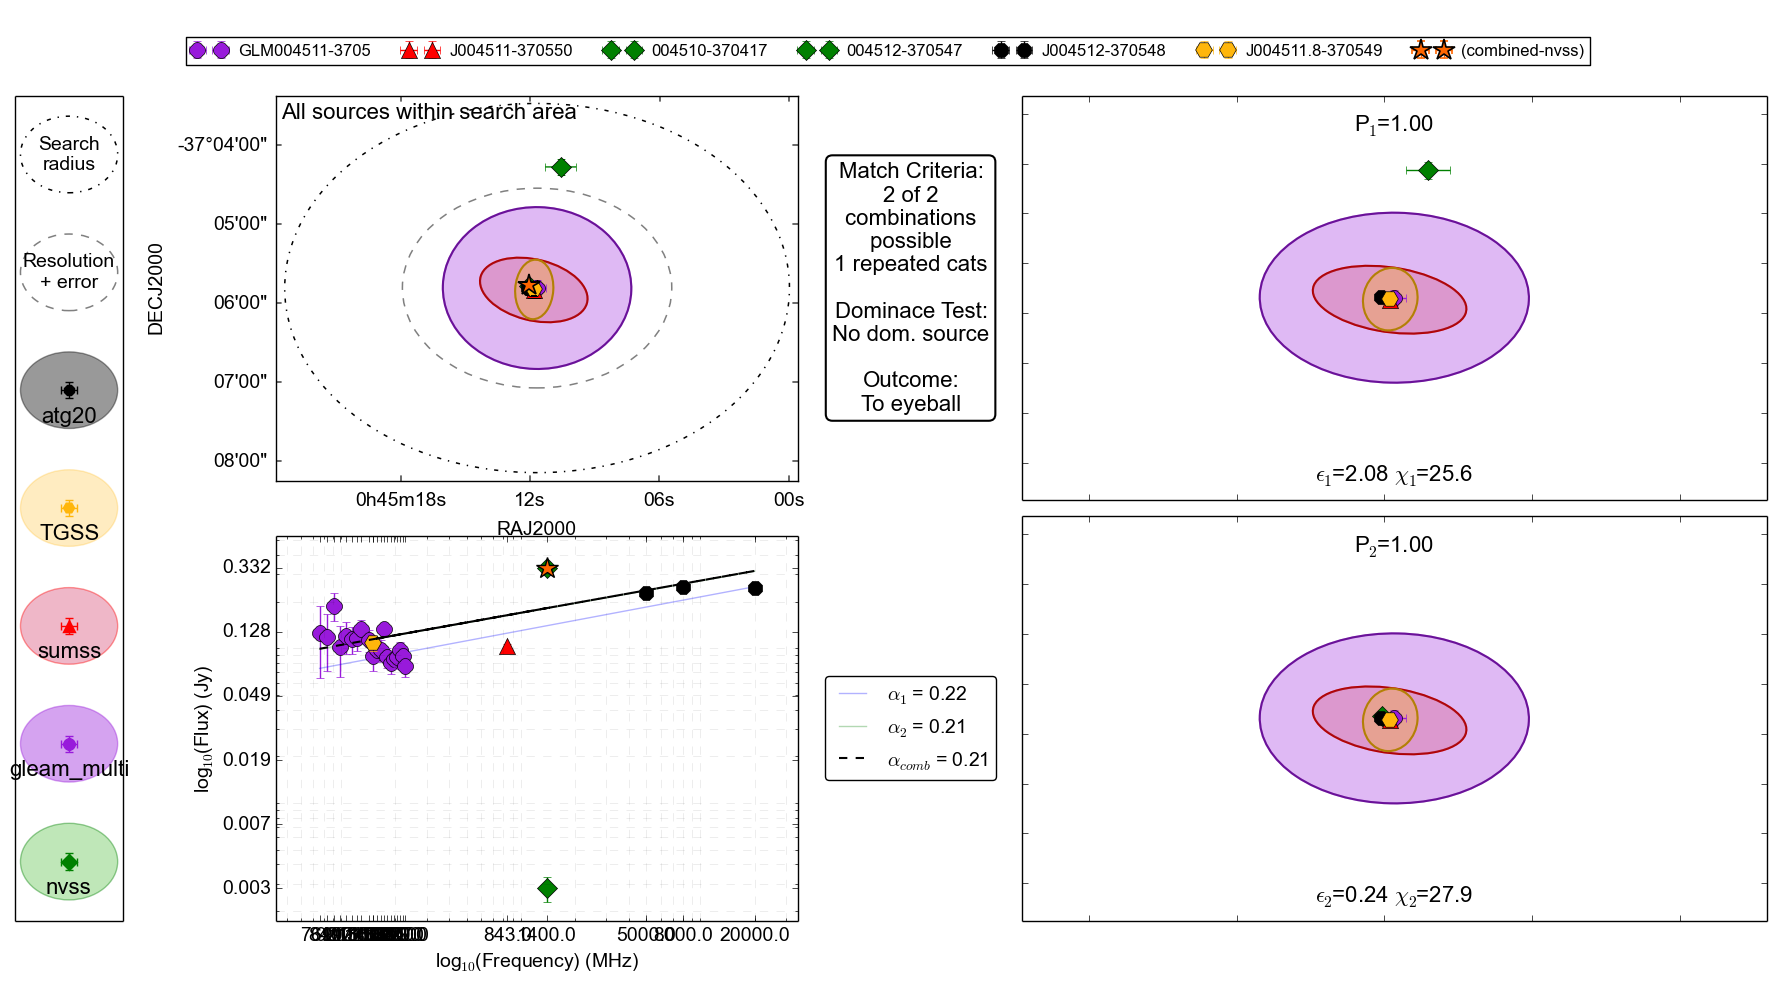 GLM004511-3705 J004511-370550 004510-370417 004512-370547 J004512-370548 J004511.8-370549 (combined-nvss)
Search
radius
Resolution
+ error
atg20
TGSS
sumss
gleam_multi
nvss
All sources within search area
DECJ2000
-37°04'00"
05'00"
06'00"
07'00"
08'00"
0h45m18s 12s 06s 00s
RAJ2000
Match Criteria:
2 of 2
combinations
possible
1 repeated cats
Dominace Test:
No dom. source
Outcome:
To eyeball
P1=1.00
ϵ1=2.08 χ1=25.6
log10(Flux) (Jy)
0.332
0.128
0.049
0.019
0.007
0.003
843.0 1400.0 5000.0 8000.0 20000.0
log10(Frequency) (MHz)
α1 = 0.22
α2 = 0.21
αcomb = 0.21
P2=1.00
ϵ2=0.24 χ2=27.9